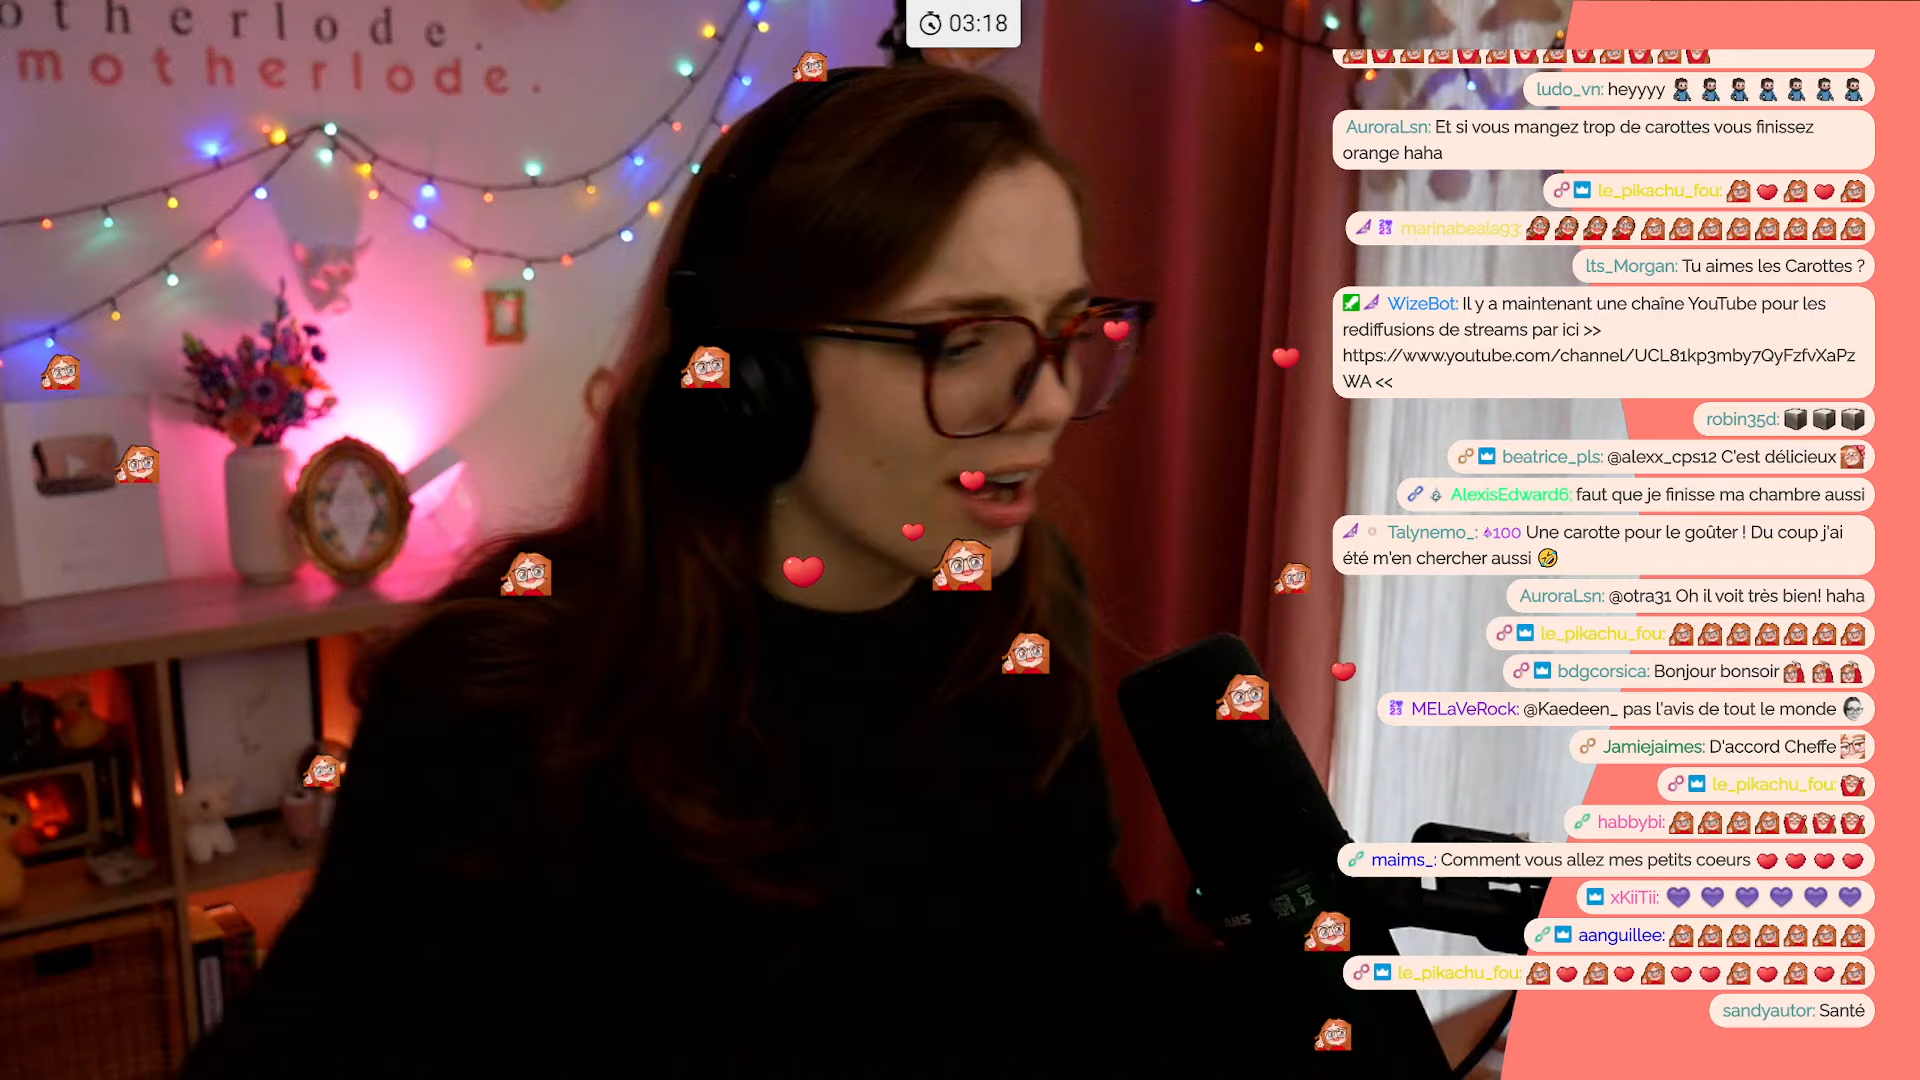 otherlode.
motherlode.
03:18
ludo_vn: heyyyy
AuroraLsn: Et si vous mangez trop de carottes vous finissez
orange haha
le_pikachu_fou:
marinabeala93:
lts_Morgan: Tu aimes les Carottes ?
WizeBot: Il y a maintenant une chaîne YouTube pour les
rediffusions de streams par ici >>
https://www.youtube.com/channel/UCL81kp3mby7QyFzfvXaPz
WA <<
robin35d:
beatrice_pls: @alexx_cps12 C'est délicieux
AlexisEdward6: faut que je finisse ma chambre aussi
Talynemo_: 100 Une carotte pour le goûter ! Du coup j'ai
été m'en chercher aussi 🤣
AuroraLsn: @otra31 Oh il voit très bien! haha
le_pikachu_fou:
bdgcorsica: Bonjour bonsoir
MELaVeRock: @Kaedeen_ pas l'avis de tout le monde
Jamiejaimes: D'accord Cheffe
le_pikachu_fou:
habbybi:
maims_: Comment vous allez mes petits coeurs ❤️ ❤️ ❤️ ❤️
xKiiTii: 💜 💜 💜 💜 💜 💜
aanguillee:
le_pikachu_fou:
sandyautor: Santé